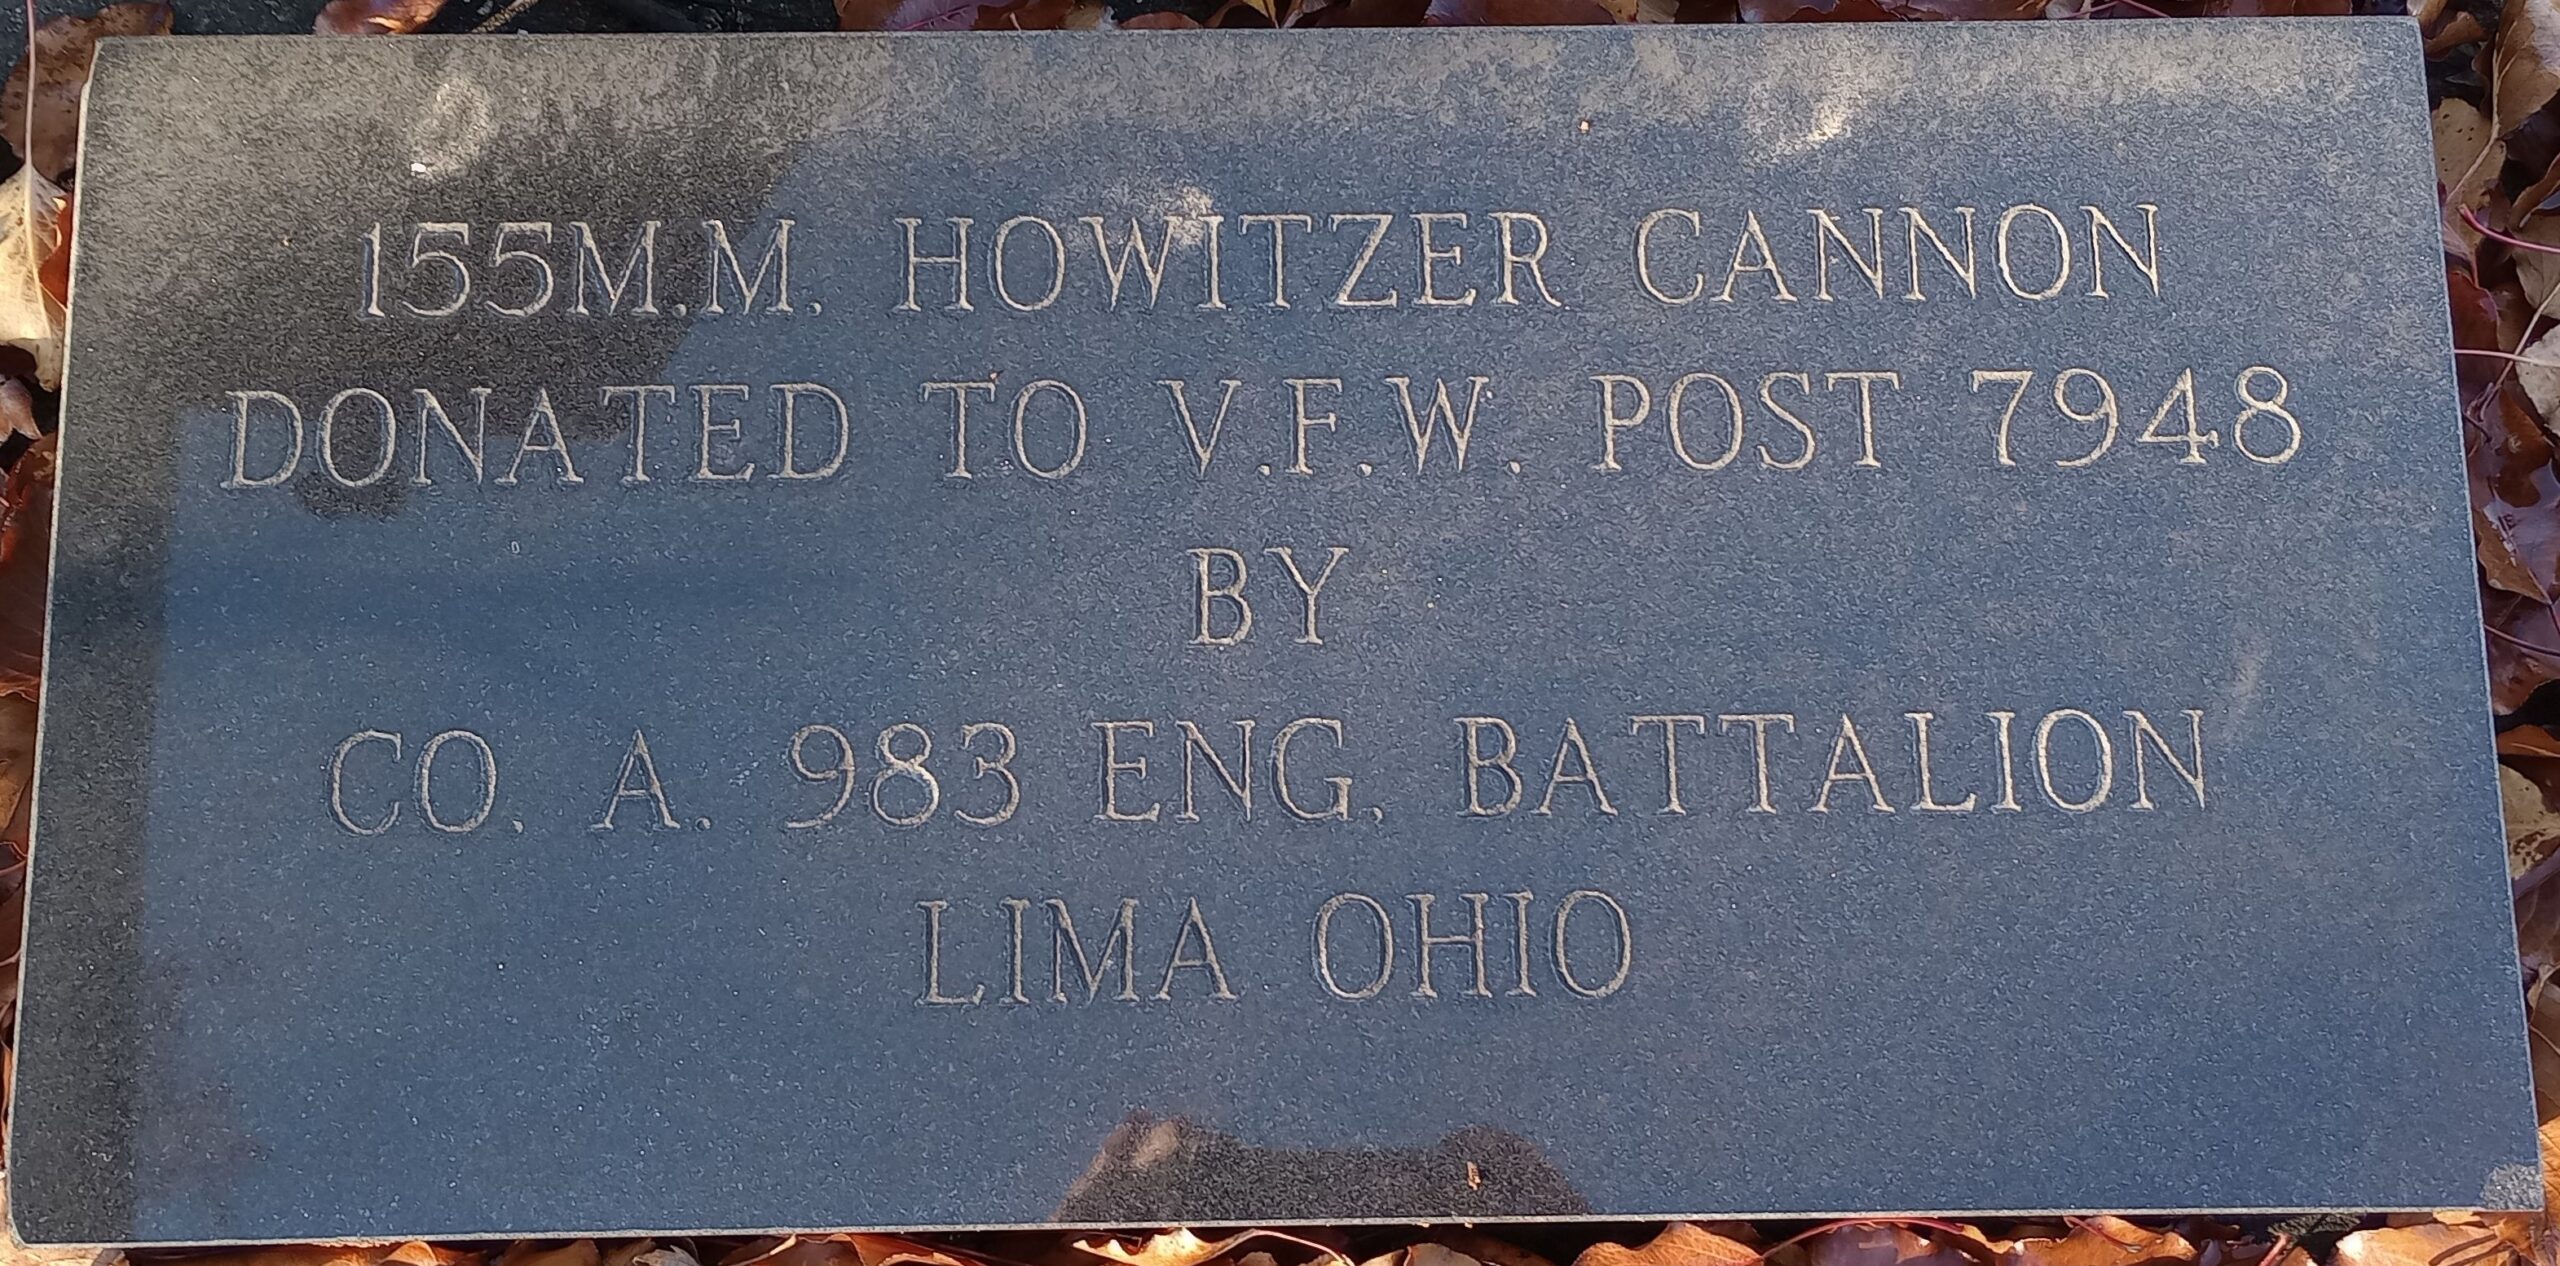 155M.M. HOWITZER CANNON
DONATED TO V.F.W. POST 7948
BY
CO. A. 983 ENG. BATTALION
LIMA OHIO